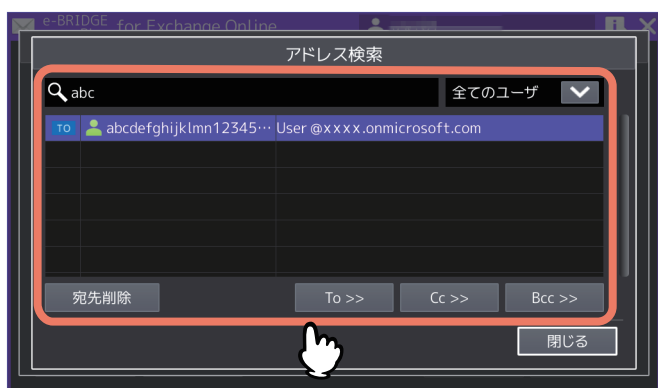 e-BRIDGE for Exchange Online
アドレス検索
abc 全てのユーザ
TO abcdefghijklmn12345… User@xxxx.onmicrosoft.com
宛先削除 To >> Cc >> Bcc >>
閉じる